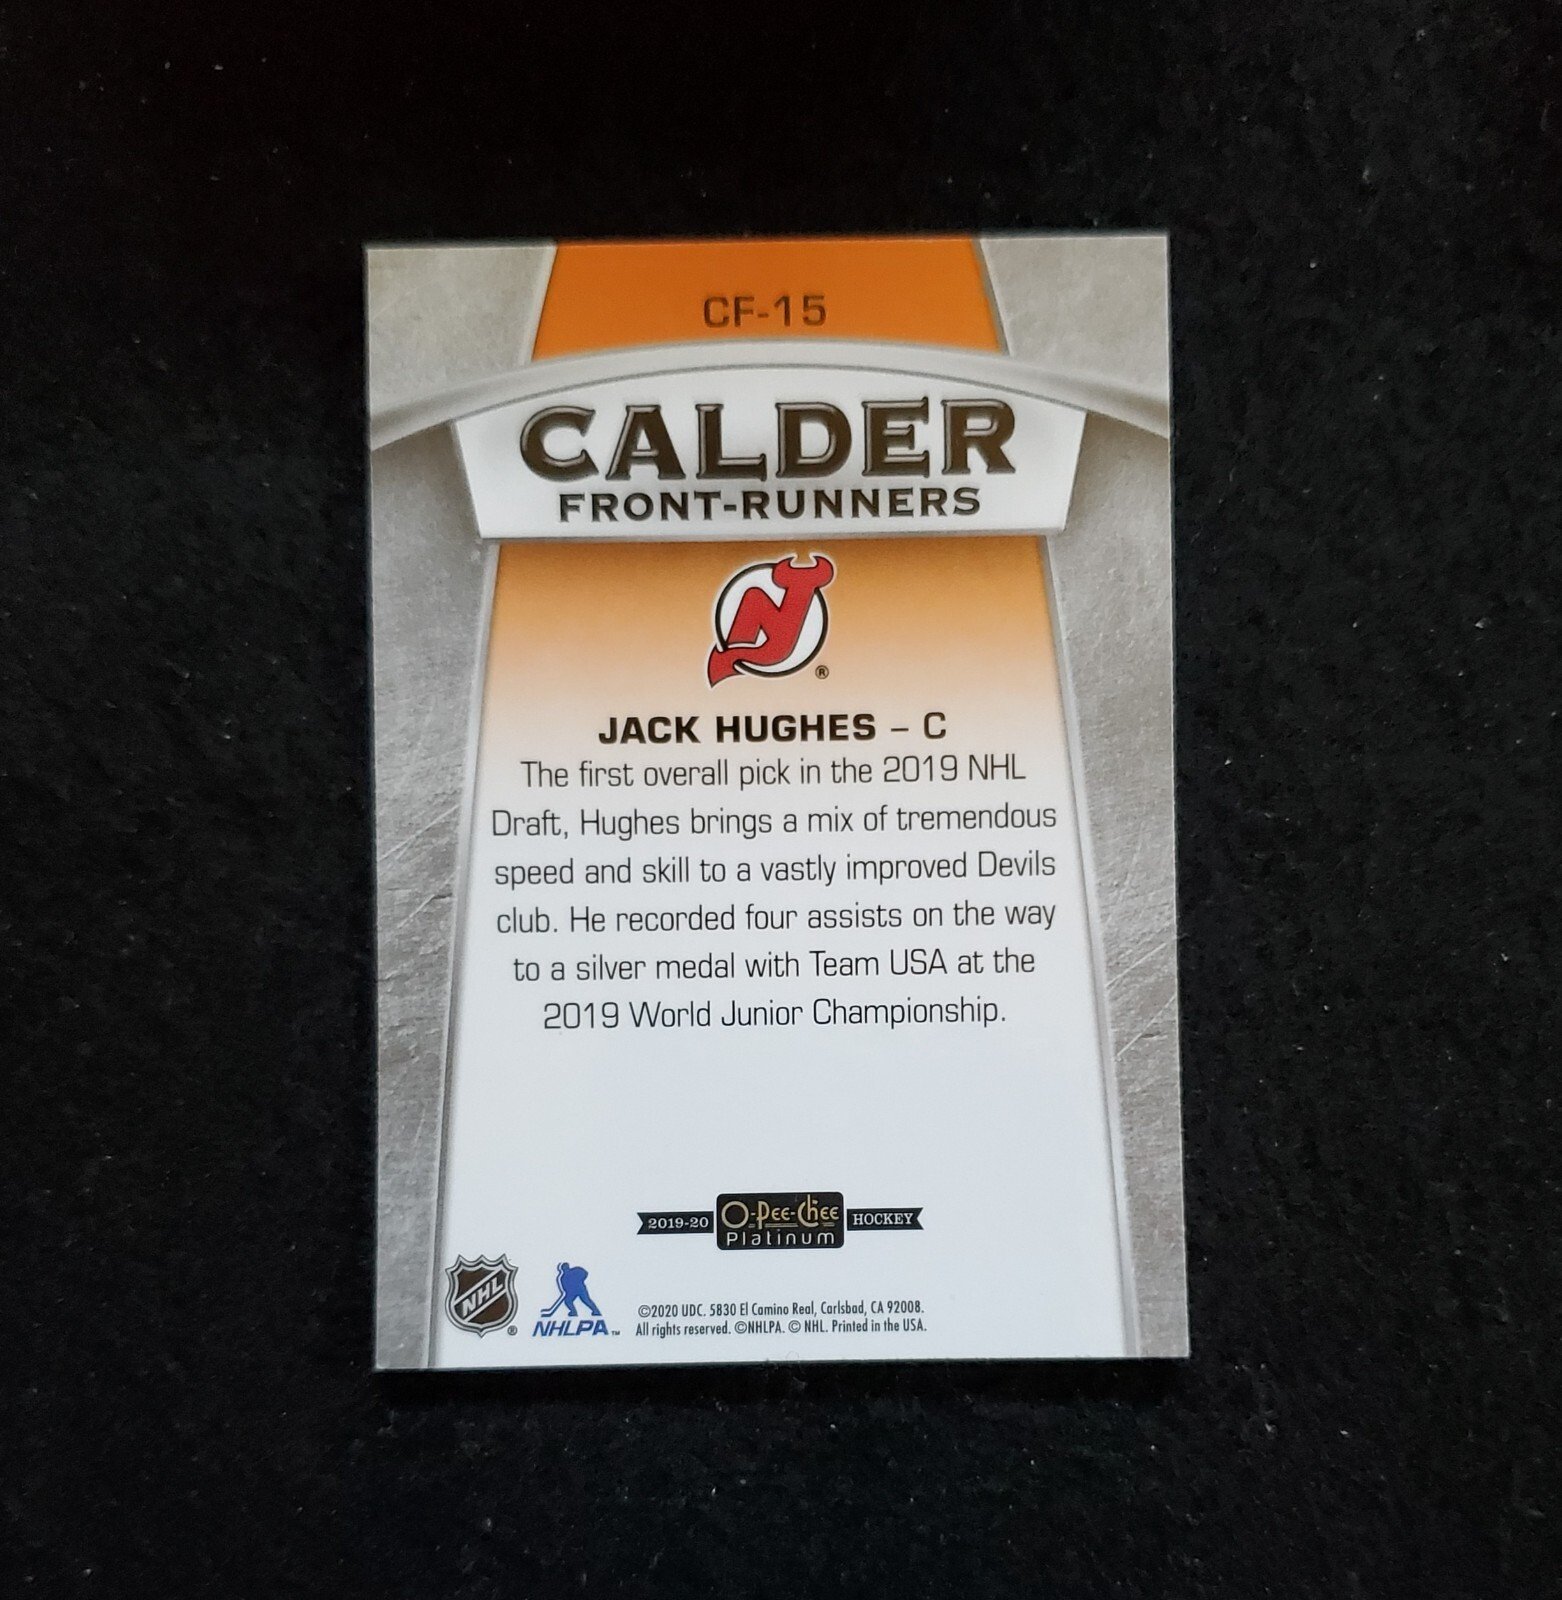 CF-15
CALDER
FRONT-RUNNERS
NJ
®
JACK HUGHES – C
The first overall pick in the 2019 NHL
Draft, Hughes brings a mix of tremendous
speed and skill to a vastly improved Devils
club. He recorded four assists on the way
to a silver medal with Team USA at the
2019 World Junior Championship.
2019-20 O-Pee-Chee HOCKEY
Platinum
NHL ®
NHLPA ™
©2020 UDC. 5830 El Camino Real, Carlsbad, CA 92008.
All rights reserved. ©NHLPA. © NHL. Printed in the USA.